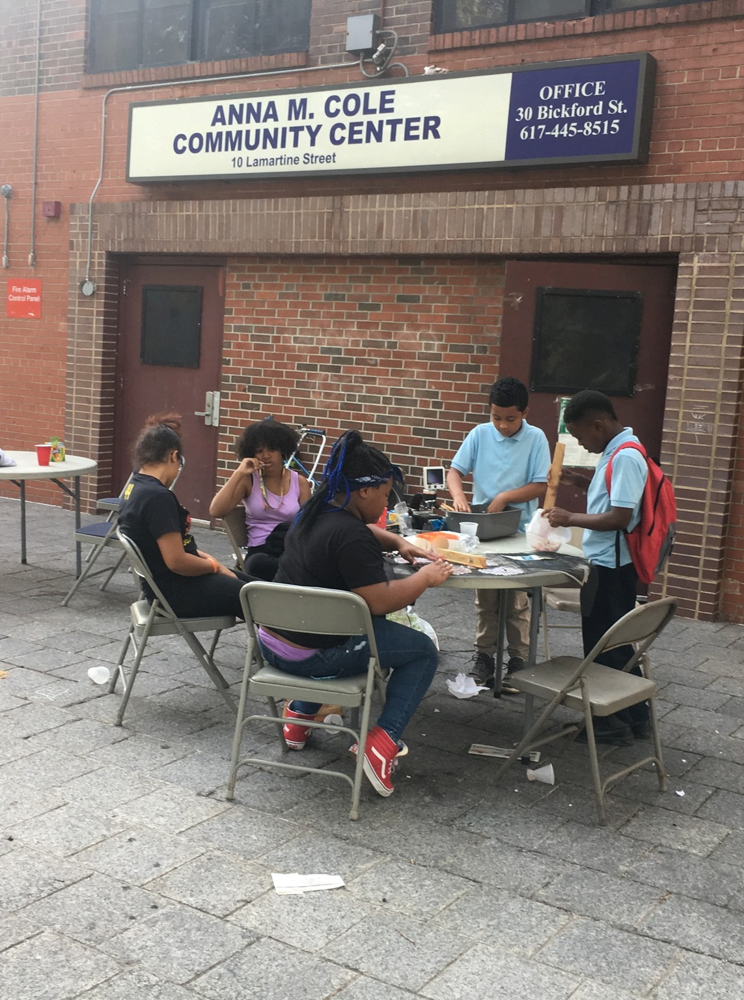 ANNA M. COLE
COMMUNITY CENTER
10 Lamartine Street
OFFICE
30 Bickford St.
617-445-8515
Fire Alarm
Control Panel